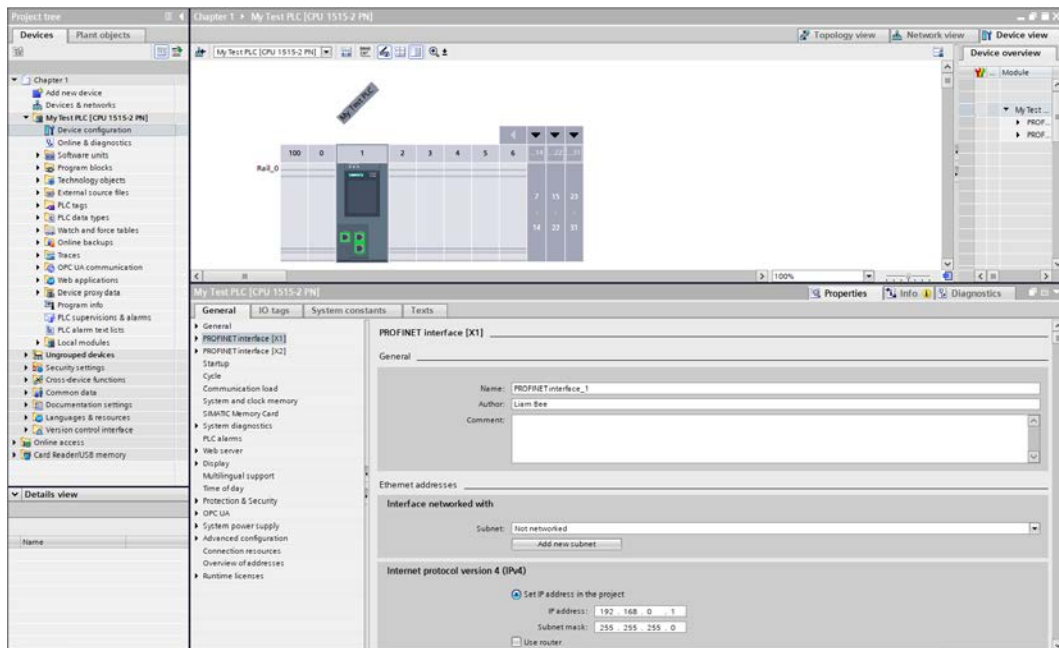 Project tree
Devices
Plant objects
Chapter 1
Add new device
Devices & networks
My Test PLC [CPU 1515-2 PN]
Device configuration
Online & diagnostics
Software units
Program blocks
Technology objects
External source files
PLC tags
PLC data types
Watch and force tables
Online backups
Traces
OPC UA communication
Web applications
Device proxy data
Program info
PLC supervisions & alarms
PLC alarm text lists
Local modules
Ungrouped devices
Security settings
Cross-device functions
Common data
Documentation settings
Languages & resources
Version control interface
Online access
Card Reader/USB memory
Details view
Name
Chapter 1 My Test PLC [CPU 1515-2 PN]
Topology view
Network view
Device view
My Test PLC [CPU 1515-2 PN]
Device overview
Module
My Test ...
PROF...
PROF...
My Test PLC
100 0 1 2 3 4 5 6 ...14 ...22 ...31
Rail_0
SIEMENS
7 15 23
14 22 31
100%
My Test PLC [CPU 1515-2 PN]
Properties
Info
Diagnostics
General
IO tags
System constants
Texts
General
PROFINET interface [X1]
PROFINET interface [X2]
Startup
Cycle
Communication load
System and clock memory
SIMATIC Memory Card
System diagnostics
PLC alarms
Web server
Display
Multilingual support
Time of day
Protection & Security
OPC UA
System power supply
Advanced configuration
Connection resources
Overview of addresses
Runtime licenses
PROFINET interface [X1]
General
Name: PROFINET interface_1
Author: Liam Bee
Comment:
Ethernet addresses
Interface networked with
Subnet: Not networked
Add new subnet
Internet protocol version 4 (IPv4)
Set IP address in the project
IP address: 192 . 168 . 0 . 1
Subnet mask: 255 . 255 . 255 . 0
Use router